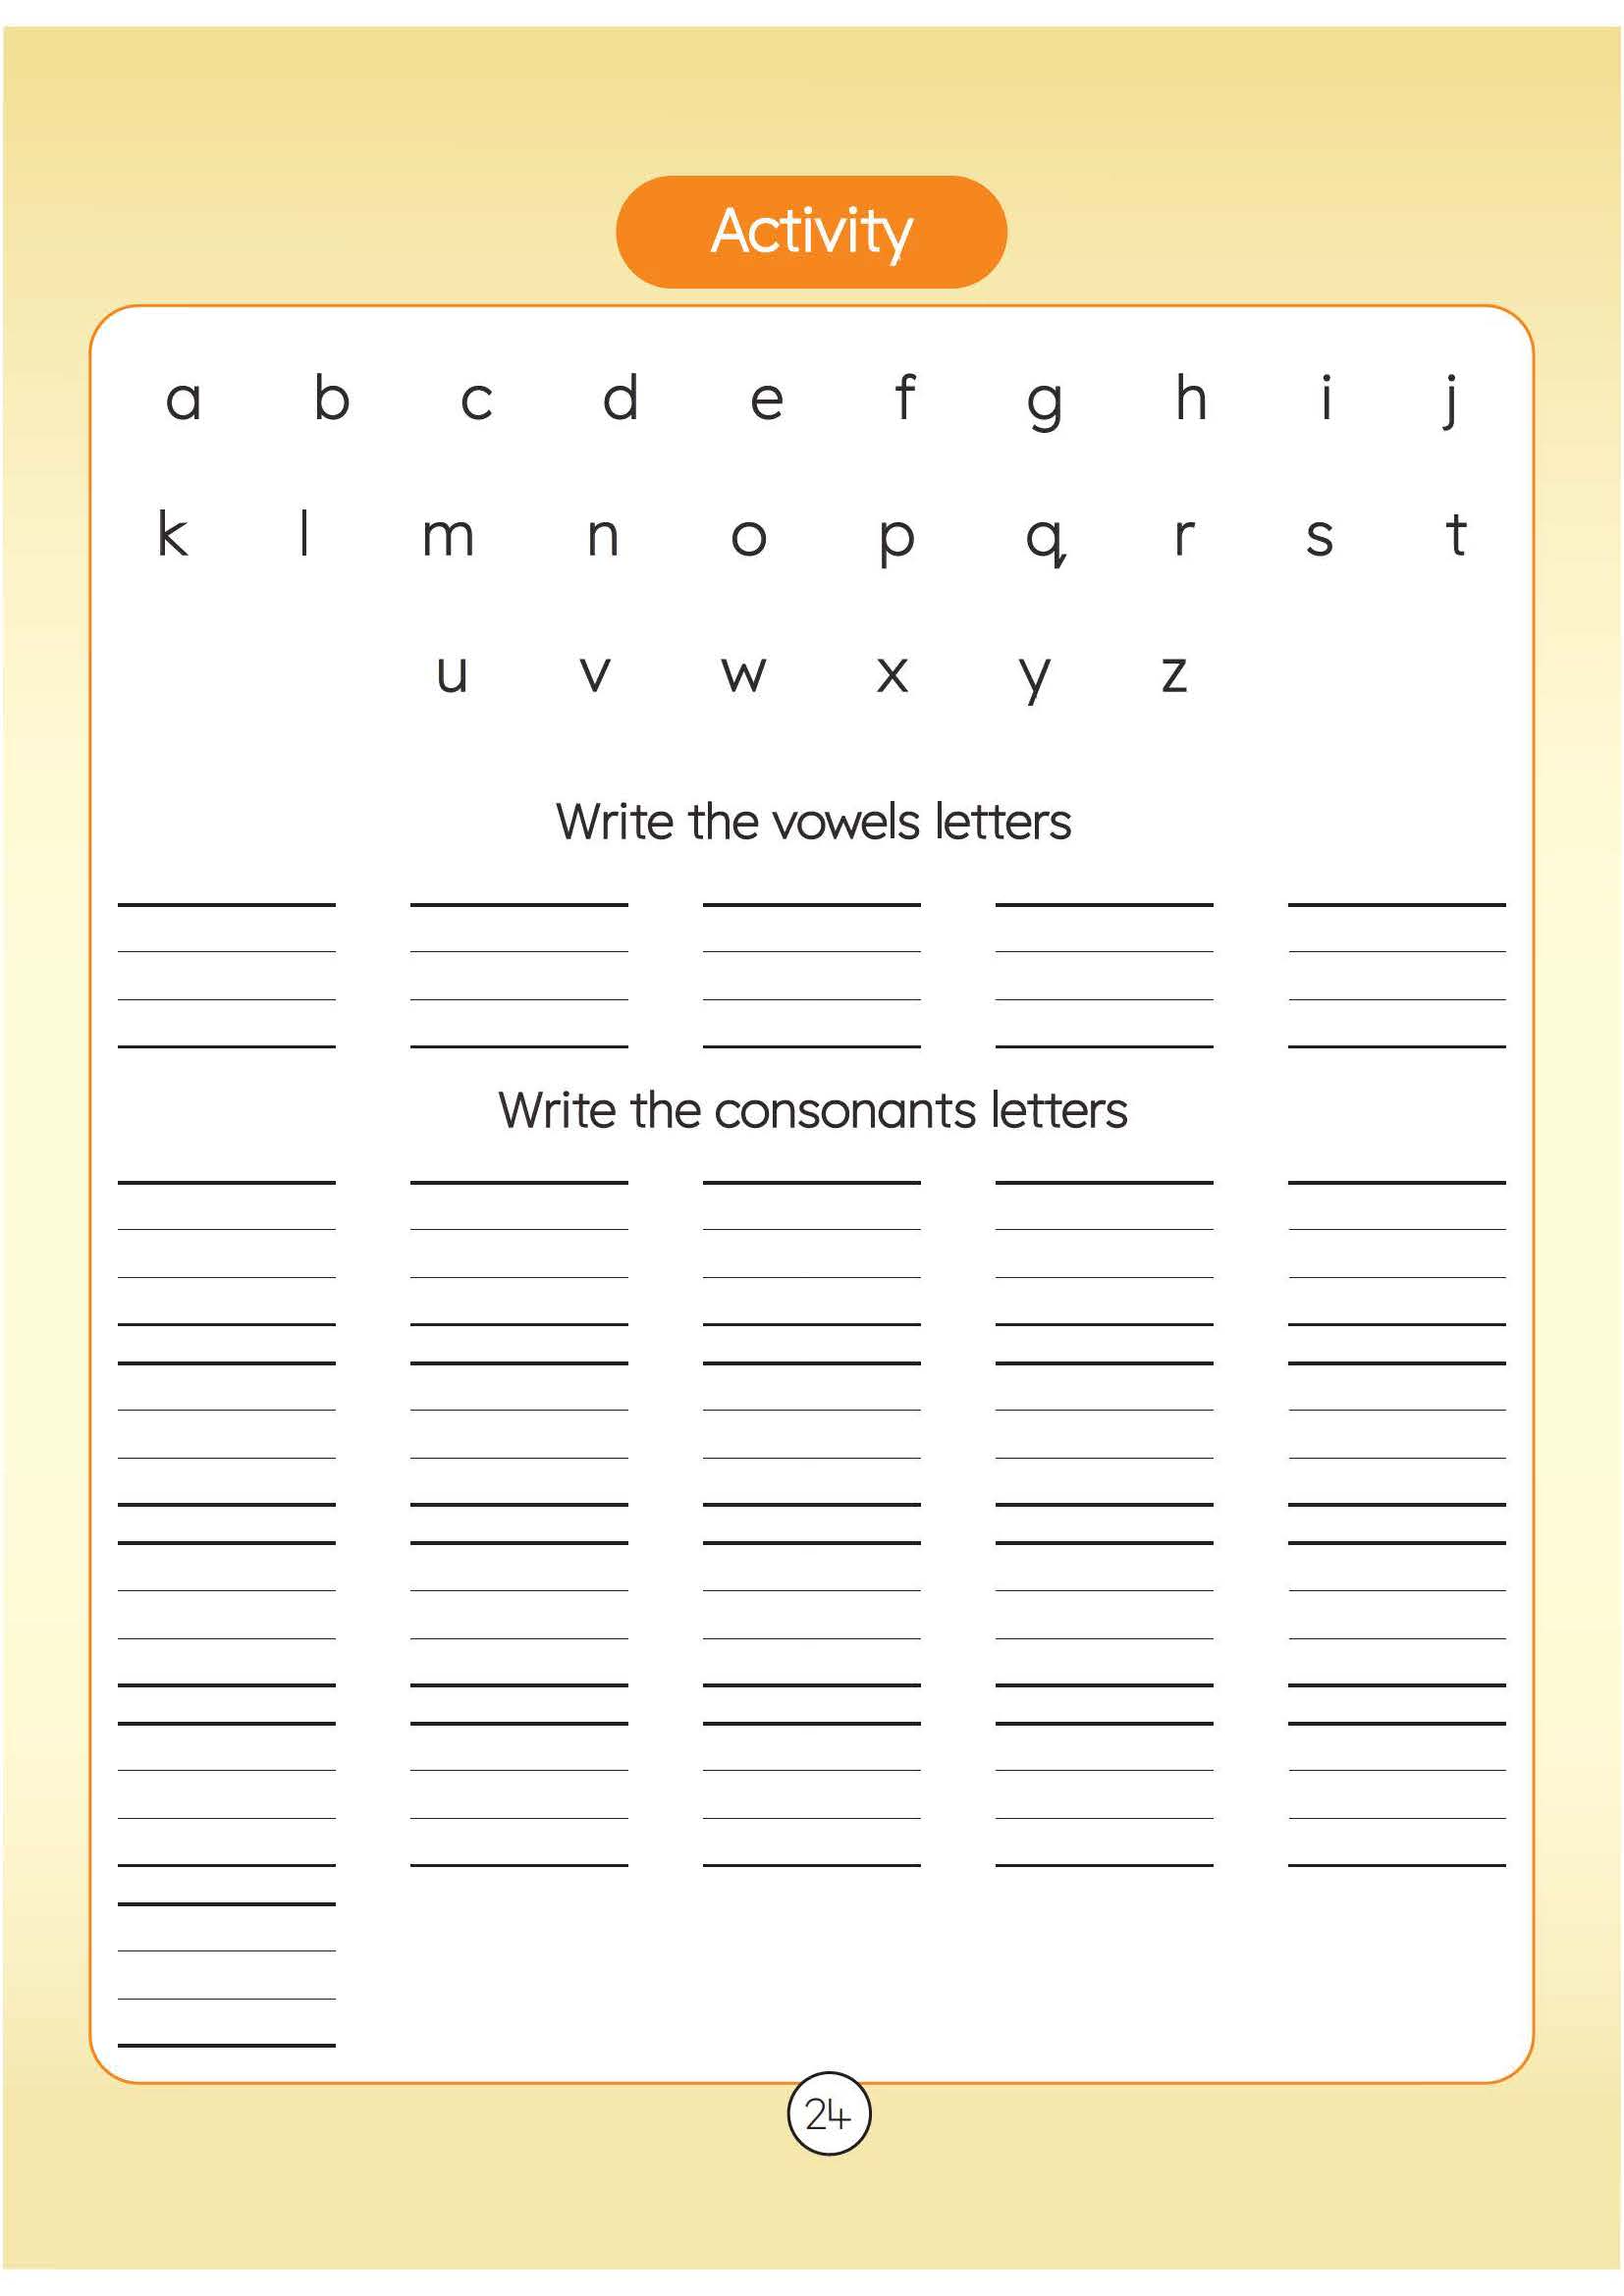 Activity
a b c d e f g h i j
k l m n o p q r s t
u v w x y z
Write the vowels letters
Write the consonants letters
24